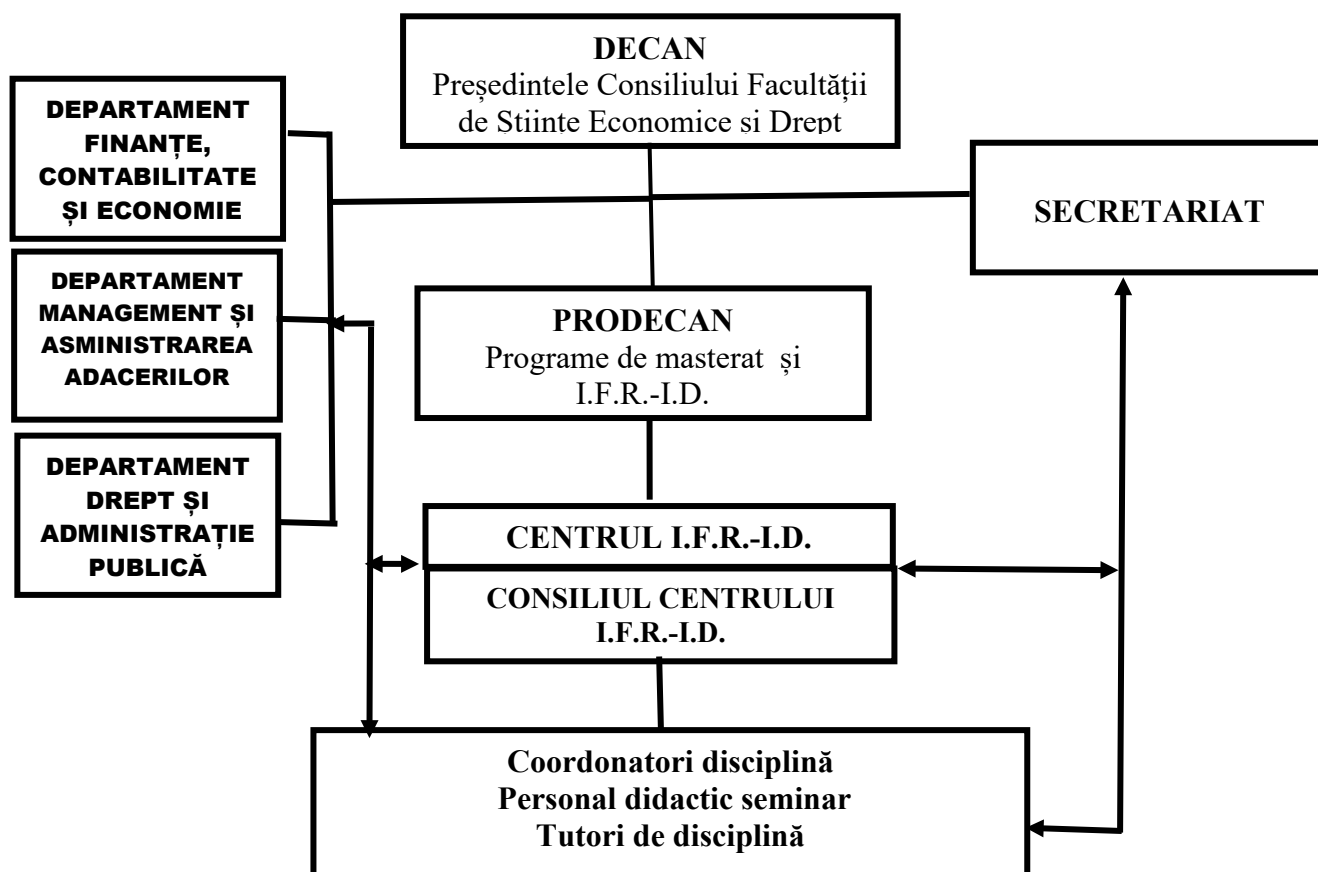 DECAN
Președintele Consiliului Facultății
de Științe Economice și Drept
DEPARTAMENT
FINANȚE,
CONTABILITATE
ȘI ECONOMIE
SECRETARIAT
DEPARTAMENT
MANAGEMENT ȘI
ASMINISTRAREA
ADACERILOR
PRODECAN
Programe de masterat și
I.F.R.-I.D.
DEPARTAMENT
DREPT ȘI
ADMINISTRAȚIE
PUBLICĂ
CENTRUL I.F.R.-I.D.
CONSILIUL CENTRULUI
I.F.R.-I.D.
Coordonatori disciplină
Personal didactic seminar
Tutori de disciplină